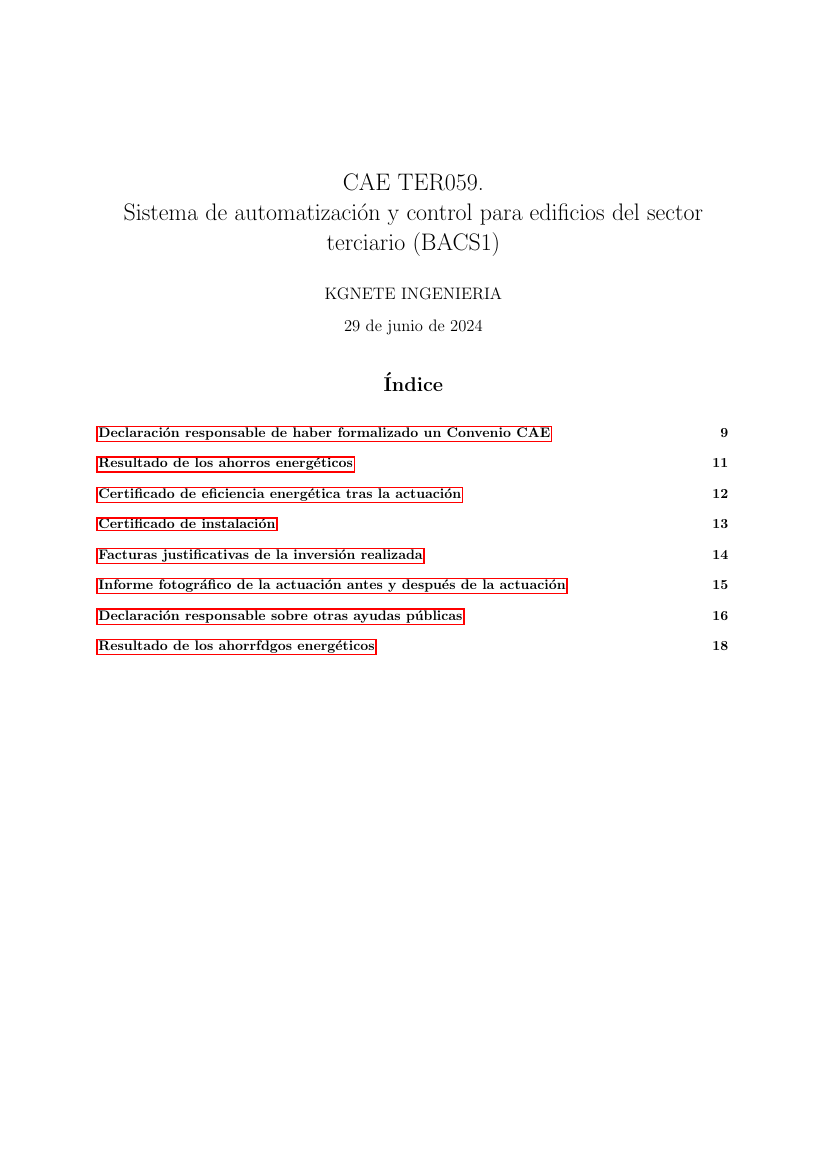 CAE TER059.
Sistema de automatización y control para edificios del sector
terciario (BACS1)
KGNETE INGENIERIA
29 de junio de 2024
Índice
Declaración responsable de haber formalizado un Convenio CAE 9
Resultado de los ahorros energéticos 11
Certificado de eficiencia energética tras la actuación 12
Certificado de instalación 13
Facturas justificativas de la inversión realizada 14
Informe fotográfico de la actuación antes y después de la actuación 15
Declaración responsable sobre otras ayudas públicas 16
Resultado de los ahorrfdgos energéticos 18